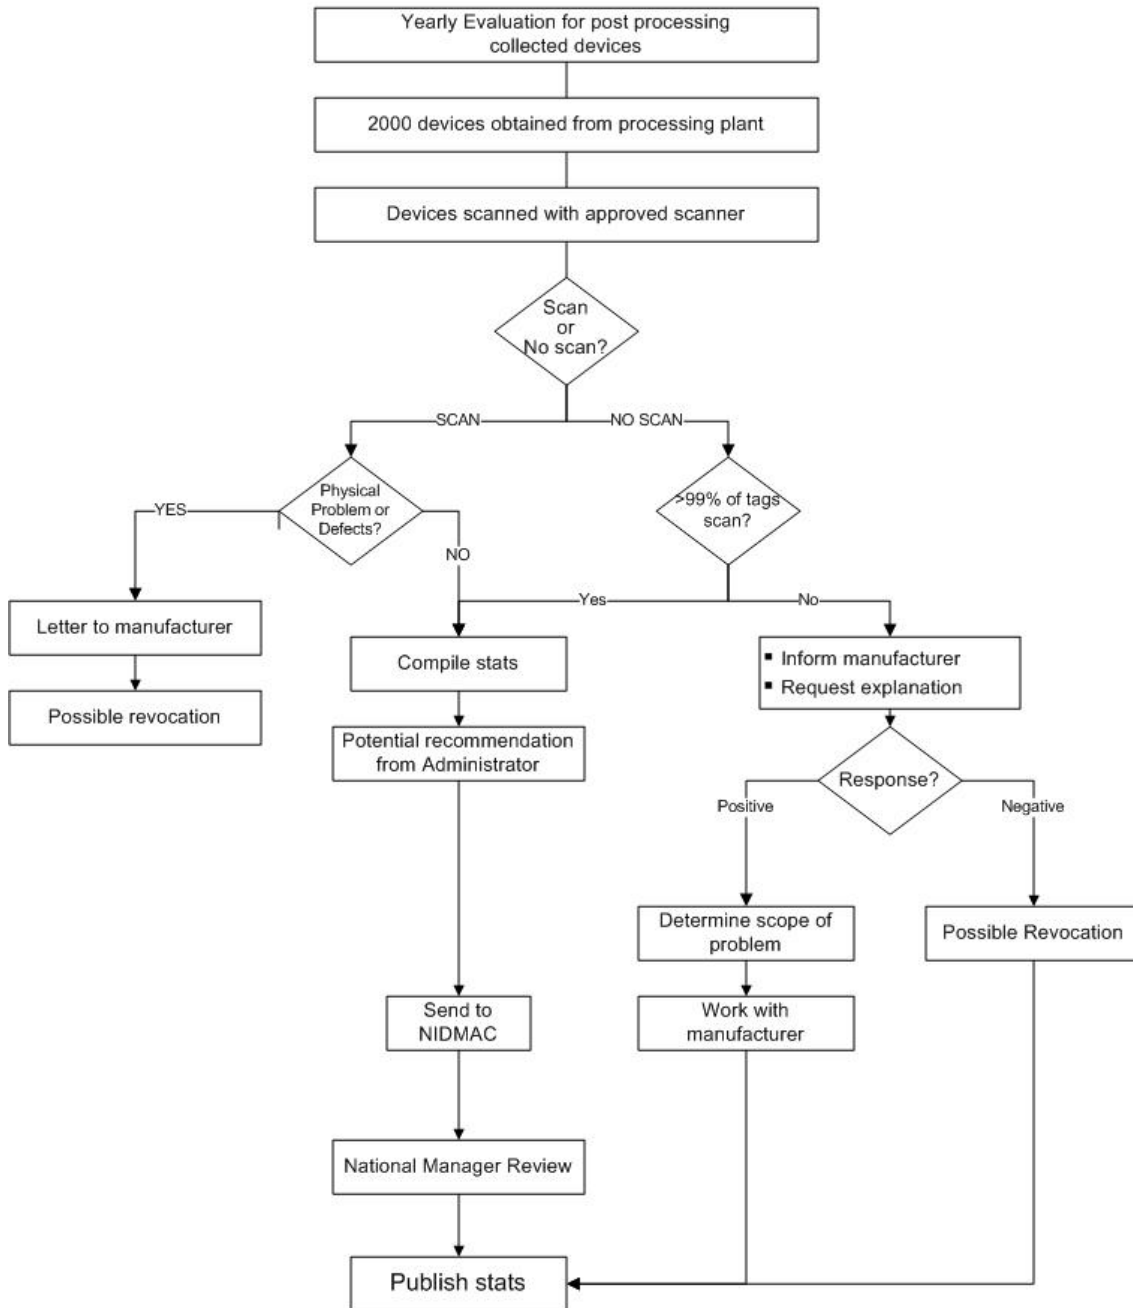 Yearly Evaluation for post processing
collected devices
2000 devices obtained from processing plant
Devices scanned with approved scanner
Scan
or
No scan?
SCAN
NO SCAN
Physical
Problem or
Defects?
>99% of tags
scan?
YES
NO
Yes
No
Letter to manufacturer
Compile stats
▪ Inform manufacturer
▪ Request explanation
Possible revocation
Potential recommendation
from Administrator
Response?
Positive
Negative
Determine scope of
problem
Possible Revocation
Send to
NIDMAC
Work with
manufacturer
National Manager Review
Publish stats